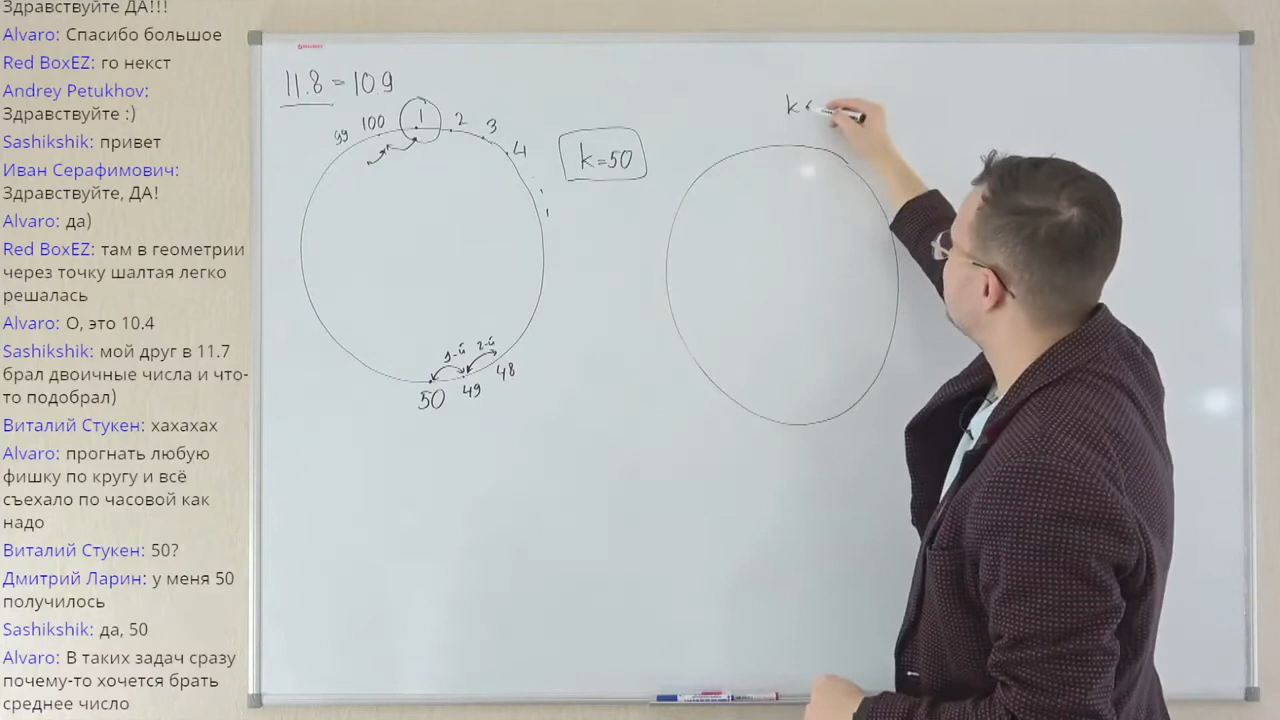 Здравствуйте ДА!!!
Alvaro: Спасибо большое
Red BoxEZ: го некст
Andrey Petukhov:
Здравствуйте :)
Sashikshik: привет
Иван Серафимович:
Здравствуйте, ДА!
Alvaro: да)
Red BoxEZ: там в геометрии
через точку шалтая легко
решалась
Alvaro: О, это 10.4
Sashikshik: мой друг в 11.7
брал двоичные числа и что-
то подобрал)
Виталий Стукен: хахахах
Alvaro: прогнать любую
фишку по кругу и всё
съехало по часовой как
надо
Виталий Стукен: 50?
Дмитрий Ларин: у меня 50
получилось
Sashikshik: да, 50
Alvaro: В таких задач сразу
почему-то хочется брать
среднее число
11.8 = 10.9
99 100 1 2 3 4
k=50
1-й 2-й
50 49 48
k